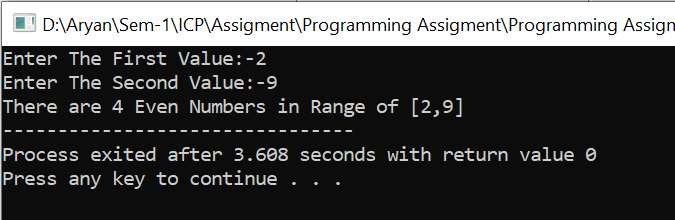 D:\Aryan\Sem-1\ICP\Assigment\Programming Assigment\Programming Assign
Enter The First Value:-2
Enter The Second Value:-9
There are 4 Even Numbers in Range of [2,9]
--------------------------------
Process exited after 3.608 seconds with return value 0
Press any key to continue . . .